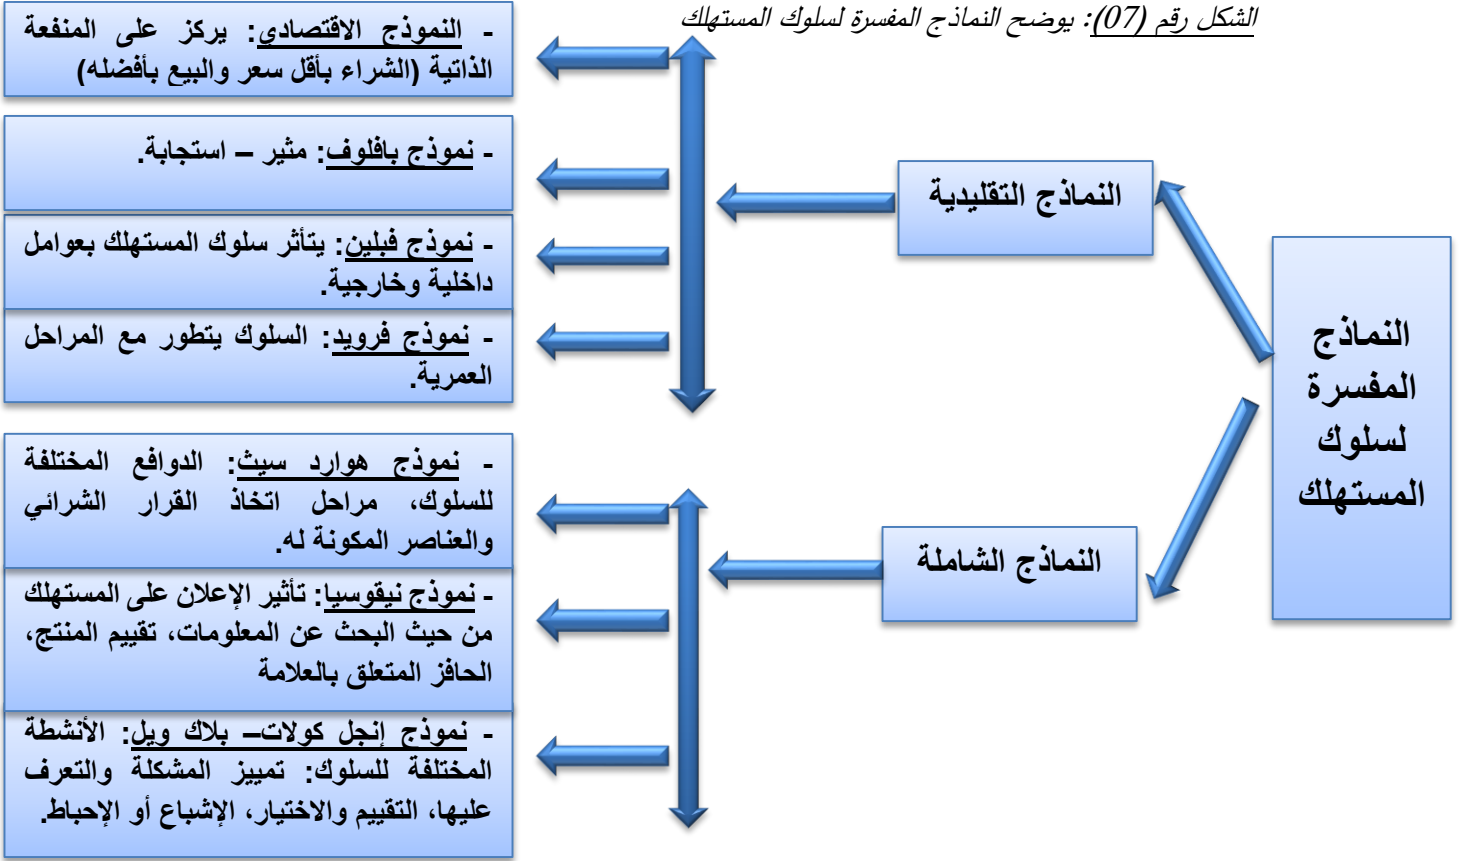 الشكل رقم (07): يوضح النماذج المفسرة لسلوك المستهلك
النماذج
المفسرة
لسلوك
المستهلك
النماذج التقليدية
- النموذج الاقتصادي: يركز على المنفعة
الذاتية (الشراء بأقل سعر والبيع بأفضله)
- نموذج بافلوف: مثير – استجابة.
- نموذج فبلين: يتأثر سلوك المستهلك بعوامل
داخلية وخارجية.
- نموذج فرويد: السلوك يتطور مع المراحل
العمرية.
النماذج الشاملة
- نموذج هوارد سيث: الدوافع المختلفة
للسلوك، مراحل اتخاذ القرار الشرائي
والعناصر المكونة له.
- نموذج نيقوسيا: تأثير الإعلان على المستهلك
من حيث البحث عن المعلومات، تقييم المنتج،
الحافز المتعلق بالعلامة
- نموذج إنجل كولات– بلاك ويل: الأنشطة
المختلفة للسلوك: تمييز المشكلة والتعرف
عليها، التقييم والاختيار، الإشباع أو الإحباط.